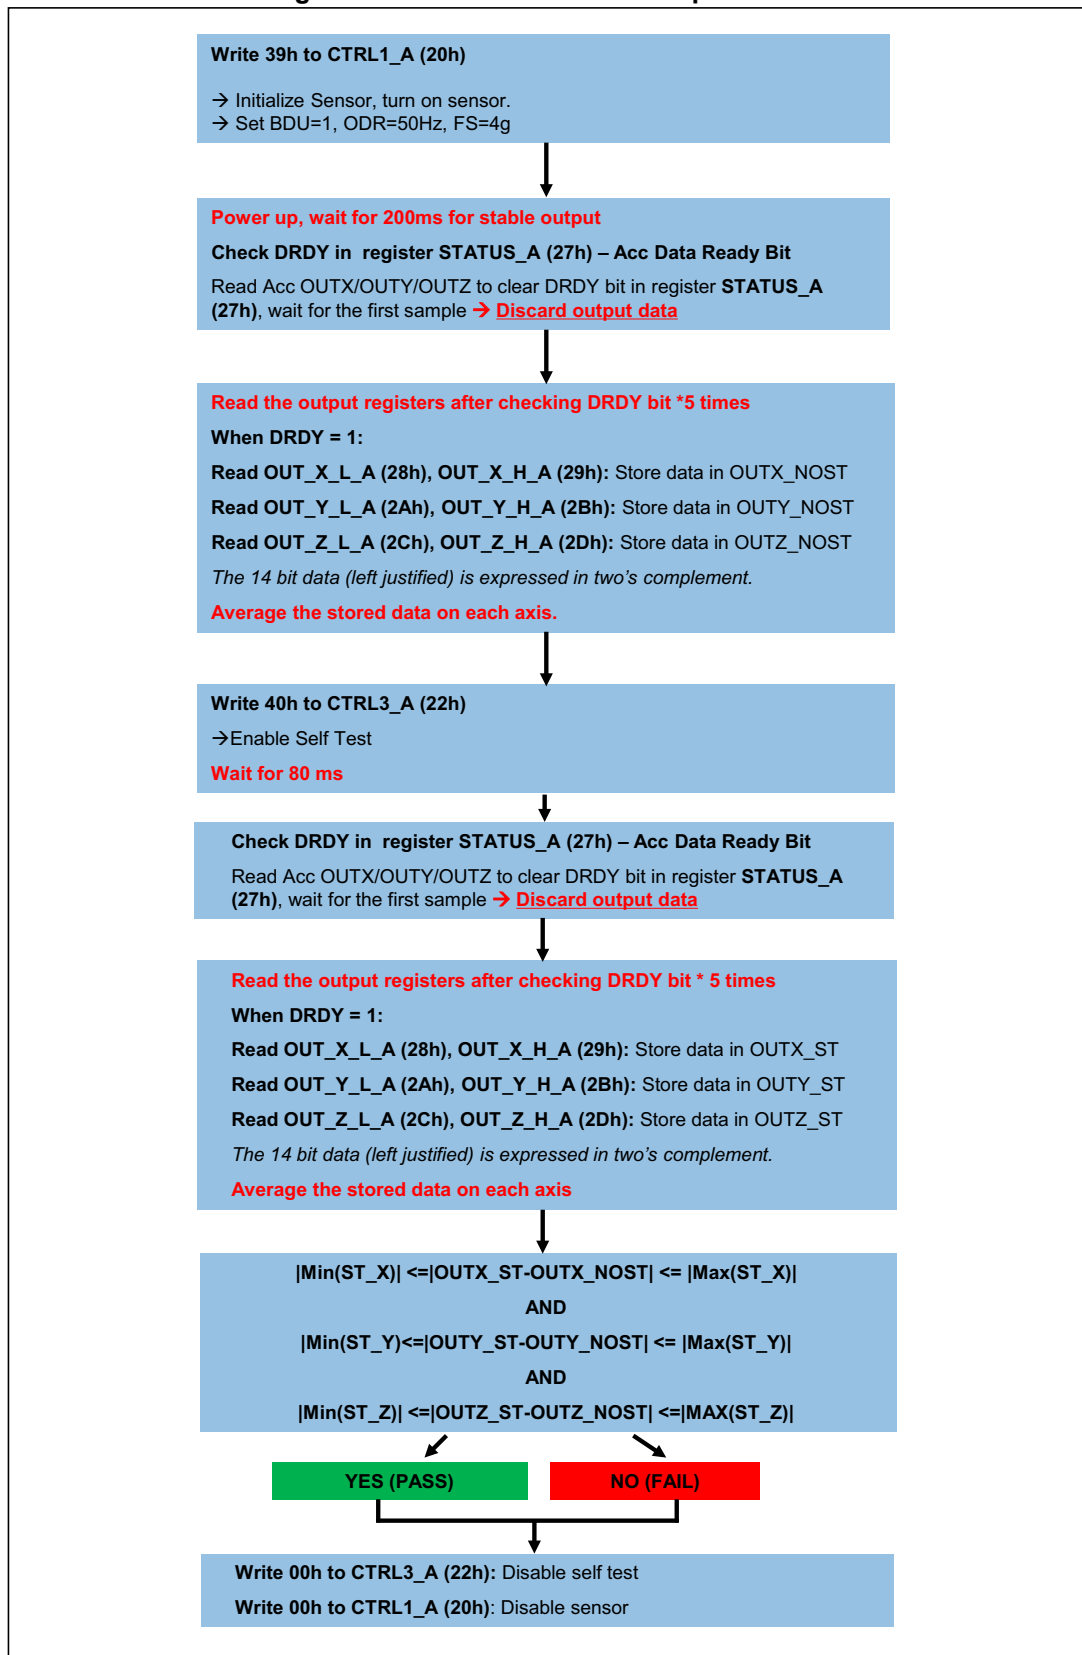 Write 39h to CTRL1_A (20h)
→ Initialize Sensor, turn on sensor.
→ Set BDU=1, ODR=50Hz, FS=4g
Power up, wait for 200ms for stable output
Check DRDY in register STATUS_A (27h) – Acc Data Ready Bit
Read Acc OUTX/OUTY/OUTZ to clear DRDY bit in register STATUS_A
(27h), wait for the first sample → Discard output data
Read the output registers after checking DRDY bit *5 times
When DRDY = 1:
Read OUT_X_L_A (28h), OUT_X_H_A (29h): Store data in OUTX_NOST
Read OUT_Y_L_A (2Ah), OUT_Y_H_A (2Bh): Store data in OUTY_NOST
Read OUT_Z_L_A (2Ch), OUT_Z_H_A (2Dh): Store data in OUTZ_NOST
The 14 bit data (left justified) is expressed in two's complement.
Average the stored data on each axis.
Write 40h to CTRL3_A (22h)
→Enable Self Test
Wait for 80 ms
Check DRDY in register STATUS_A (27h) – Acc Data Ready Bit
Read Acc OUTX/OUTY/OUTZ to clear DRDY bit in register STATUS_A
(27h), wait for the first sample → Discard output data
Read the output registers after checking DRDY bit * 5 times
When DRDY = 1:
Read OUT_X_L_A (28h), OUT_X_H_A (29h): Store data in OUTX_ST
Read OUT_Y_L_A (2Ah), OUT_Y_H_A (2Bh): Store data in OUTY_ST
Read OUT_Z_L_A (2Ch), OUT_Z_H_A (2Dh): Store data in OUTZ_ST
The 14 bit data (left justified) is expressed in two's complement.
Average the stored data on each axis
|Min(ST_X)| <=|OUTX_ST-OUTX_NOST| <= |Max(ST_X)|
AND
|Min(ST_Y)<=|OUTY_ST-OUTY_NOST| <= |Max(ST_Y)|
AND
|Min(ST_Z)| <=|OUTZ_ST-OUTZ_NOST| <=|MAX(ST_Z)|
YES (PASS)
NO (FAIL)
Write 00h to CTRL3_A (22h): Disable self test
Write 00h to CTRL1_A (20h): Disable sensor